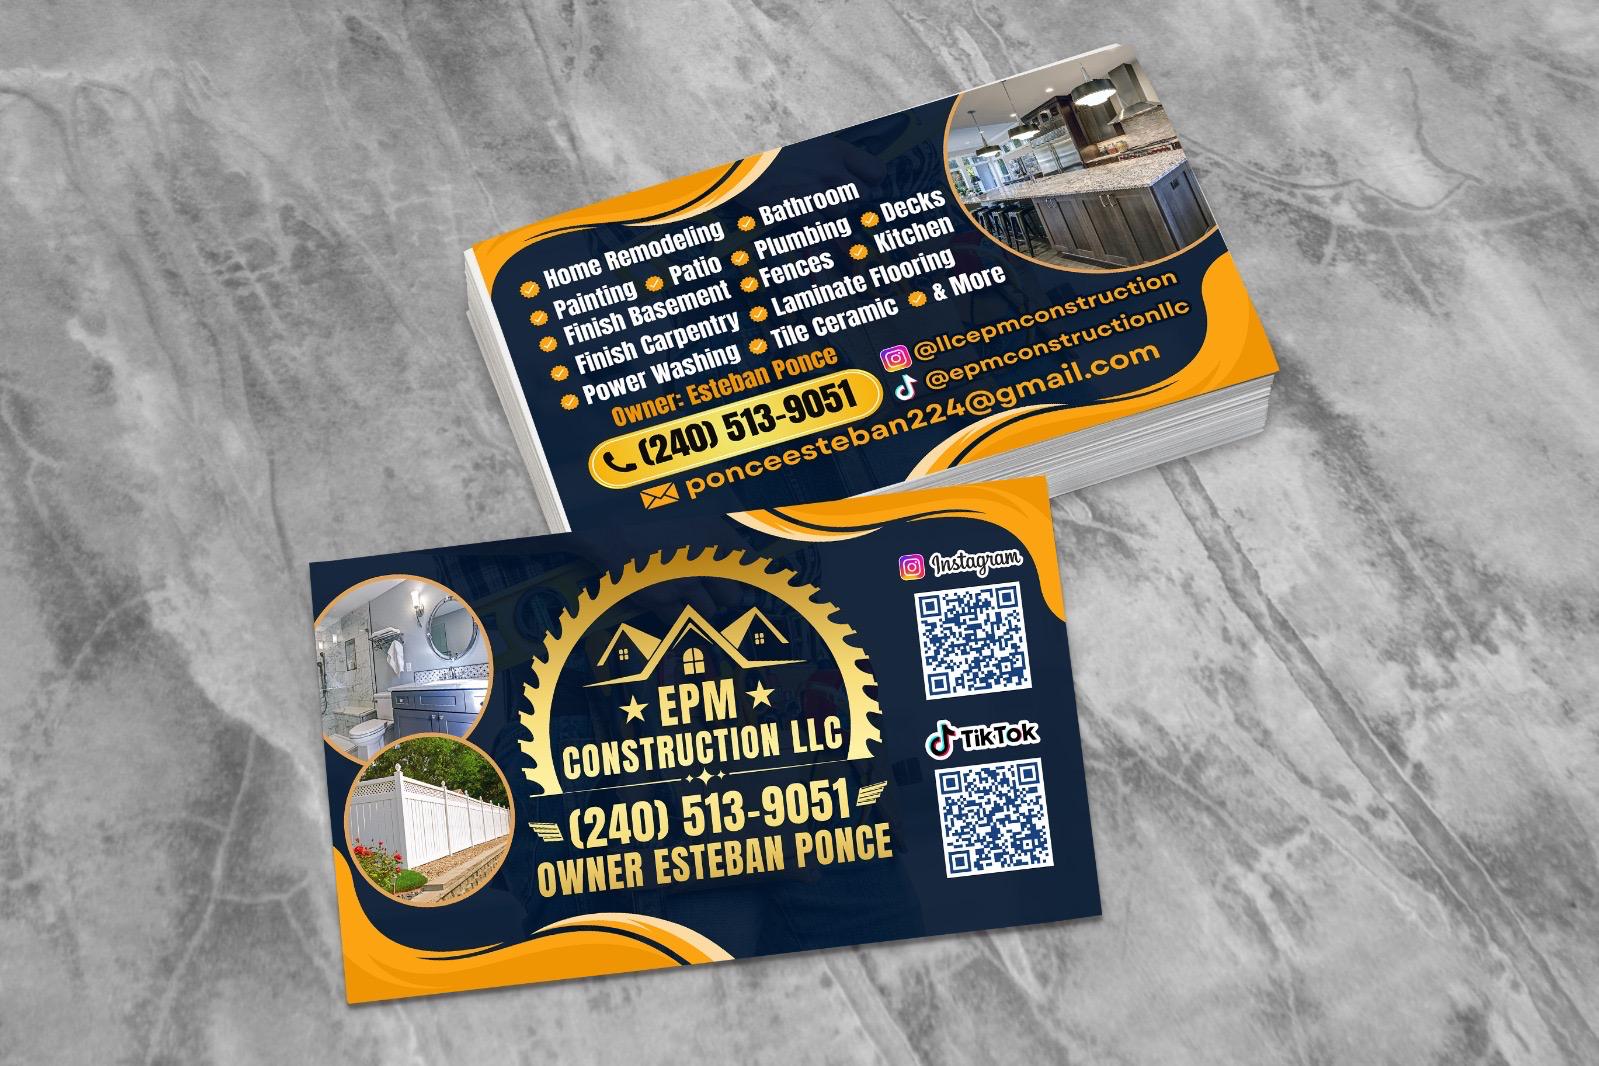 Home Remodeling Bathroom
Painting Patio Plumbing Decks
Finish Basement Fences Kitchen
Finish Carpentry Laminate Flooring
Power Washing Tile Ceramic & More
Owner: Esteban Ponce
(240) 513-9051
@llcepmconstruction
@epmconstructionllc
ponceesteban224@gmail.com
EPM
CONSTRUCTION LLC
(240) 513-9051
OWNER ESTEBAN PONCE
Instagram
TikTok